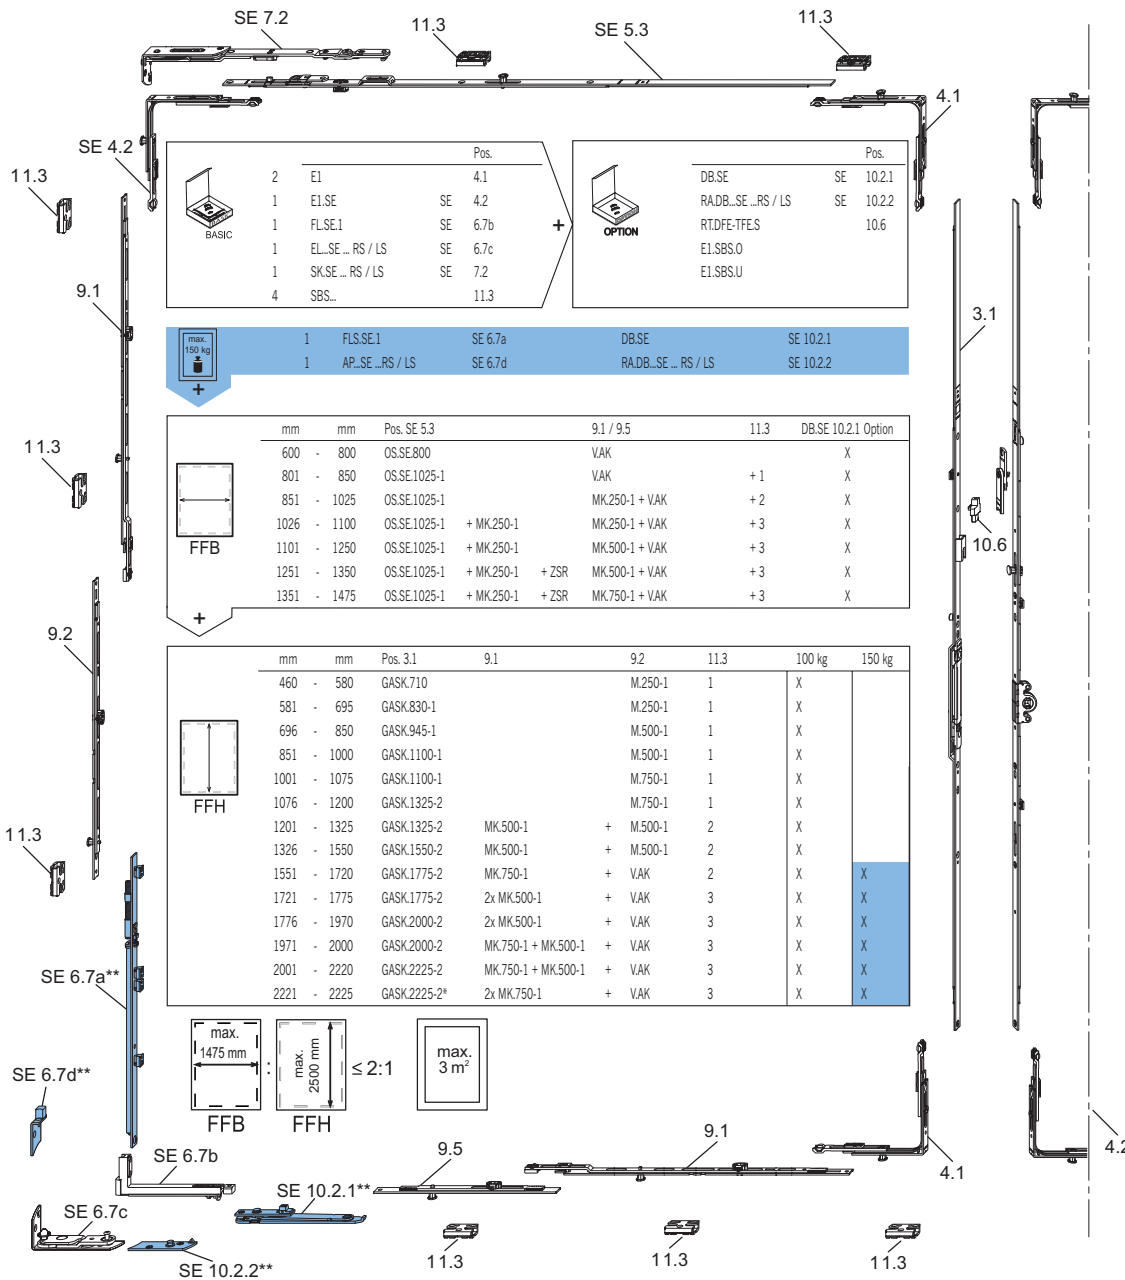 SE 7.2
11.3
SE 5.3
11.3
4.1
SE 4.2
11.3
BASIC
Pos.
2 E1 4.1
1 E1.SE SE 4.2
1 FL.SE.1 SE 6.7b
1 EL...SE ... RS / LS SE 6.7c
1 SK.SE ... RS / LS SE 7.2
4 SBS... 11.3
+
OPTION
Pos.
DB.SE SE 10.2.1
RA.DB...SE ...RS / LS SE 10.2.2
RT.DFE-TFE.S 10.6
E1.SBS.O
E1.SBS.U
9.1
3.1
max.
150 kg
+
1 FLS.SE.1 SE 6.7a DB.SE SE 10.2.1
1 AP...SE ...RS / LS SE 6.7d RA.DB...SE ... RS / LS SE 10.2.2
11.3
FFB
+
mm mm Pos. SE 5.3 9.1 / 9.5 11.3 DB.SE 10.2.1 Option
600 - 800 OS.SE.800 V.AK X
801 - 850 OS.SE.1025-1 V.AK + 1 X
851 - 1025 OS.SE.1025-1 MK.250-1 + V.AK + 2 X
1026 - 1100 OS.SE.1025-1 + MK.250-1 MK.250-1 + V.AK + 3 X
1101 - 1250 OS.SE.1025-1 + MK.250-1 MK.500-1 + V.AK + 3 X
1251 - 1350 OS.SE.1025-1 + MK.250-1 + ZSR MK.500-1 + V.AK + 3 X
1351 - 1475 OS.SE.1025-1 + MK.250-1 + ZSR MK.750-1 + V.AK + 3 X
10.6
9.2
FFH
mm mm Pos. 3.1 9.1 9.2 11.3 100 kg 150 kg
460 - 580 GASK.710 M.250-1 1 X
581 - 695 GASK.830-1 M.250-1 1 X
696 - 850 GASK.945-1 M.500-1 1 X
851 - 1000 GASK.1100-1 M.500-1 1 X
1001 - 1075 GASK.1100-1 M.750-1 1 X
1076 - 1200 GASK.1325-2 M.750-1 1 X
1201 - 1325 GASK.1325-2 MK.500-1 + M.500-1 2 X
1326 - 1550 GASK.1550-2 MK.500-1 + M.500-1 2 X
1551 - 1720 GASK.1775-2 MK.750-1 + V.AK 2 X X
1721 - 1775 GASK.1775-2 2x MK.500-1 + V.AK 3 X X
1776 - 1970 GASK.2000-2 2x MK.500-1 + V.AK 3 X X
1971 - 2000 GASK.2000-2 MK.750-1 + MK.500-1 + V.AK 3 X X
2001 - 2220 GASK.2225-2 MK.750-1 + MK.500-1 + V.AK 3 X X
2221 - 2225 GASK.2225-2* 2x MK.750-1 + V.AK 3 X X
11.3
SE 6.7a**
max.
1475 mm
FFB
:
max.
2500 mm
FFH
≤ 2:1
max.
3 m²
SE 6.7d**
SE 6.7b
SE 6.7c
SE 10.2.2**
SE 10.2.1**
9.5
9.1
4.1
4.2
11.3
11.3
11.3